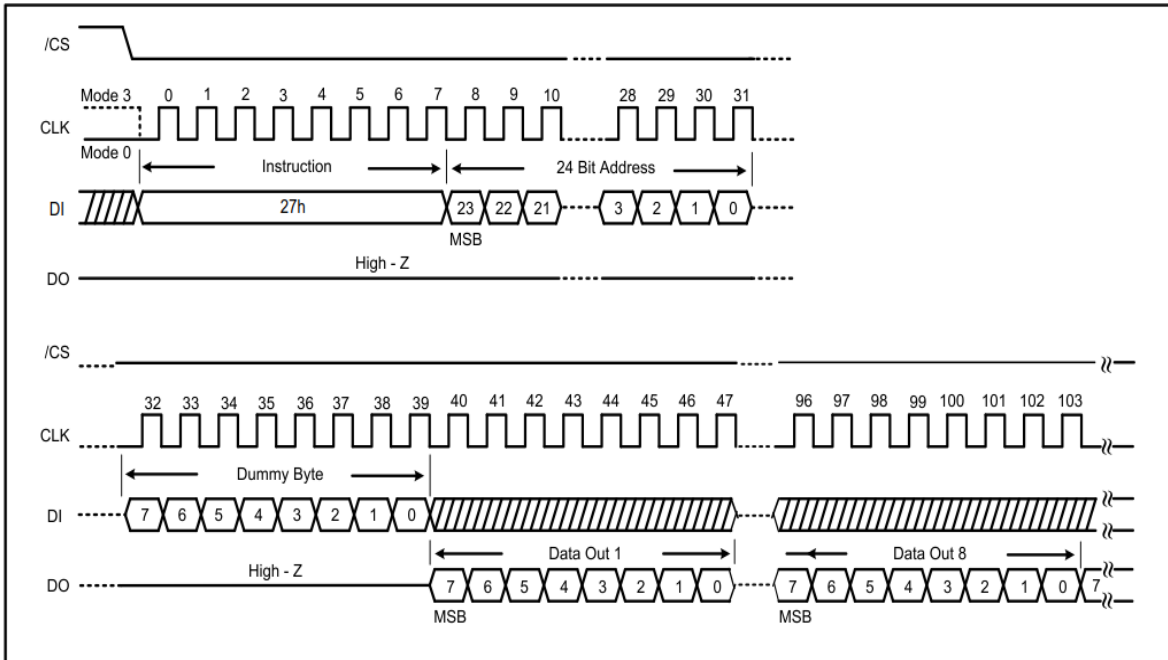 /CS
Mode 3 0 1 2 3 4 5 6 7 8 9 10 28 29 30 31
CLK
Mode 0
Instruction 24 Bit Address
DI 27h 23 22 21 3 2 1 0
MSB
High - Z
DO
/CS
32 33 34 35 36 37 38 39 40 41 42 43 44 45 46 47 96 97 98 99 100 101 102 103
CLK
Dummy Byte
DI 7 6 5 4 3 2 1 0
Data Out 1 Data Out 8
High - Z
DO 7 6 5 4 3 2 1 0 7 6 5 4 3 2 1 0 7
MSB MSB